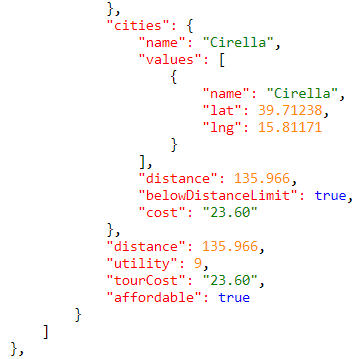 },
"cities": {
"name": "Cirella",
"values": [
{
"name": "Cirella",
"lat": 39.71238,
"lng": 15.81171
}
],
"distance": 135.966,
"belowDistanceLimit": true,
"cost": "23.60"
},
"distance": 135.966,
"utility": 9,
"tourCost": "23.60",
"affordable": true
}
]
},